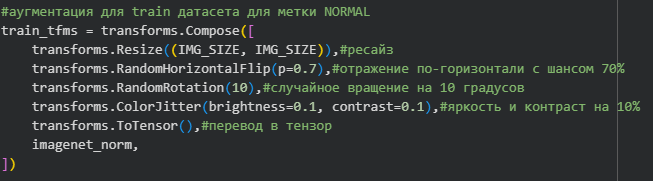 #аугментация для train датасета для метки NORMAL
train_tfms = transforms.Compose([
    transforms.Resize((IMG_SIZE, IMG_SIZE)),#ресайз
    transforms.RandomHorizontalFlip(p=0.7),#отражение по-горизонтали с шансом 70%
    transforms.RandomRotation(10),#случайное вращение на 10 градусов
    transforms.ColorJitter(brightness=0.1, contrast=0.1),#яркость и контраст на 10%
    transforms.ToTensor(),#перевод в тензор
    imagenet_norm,
])